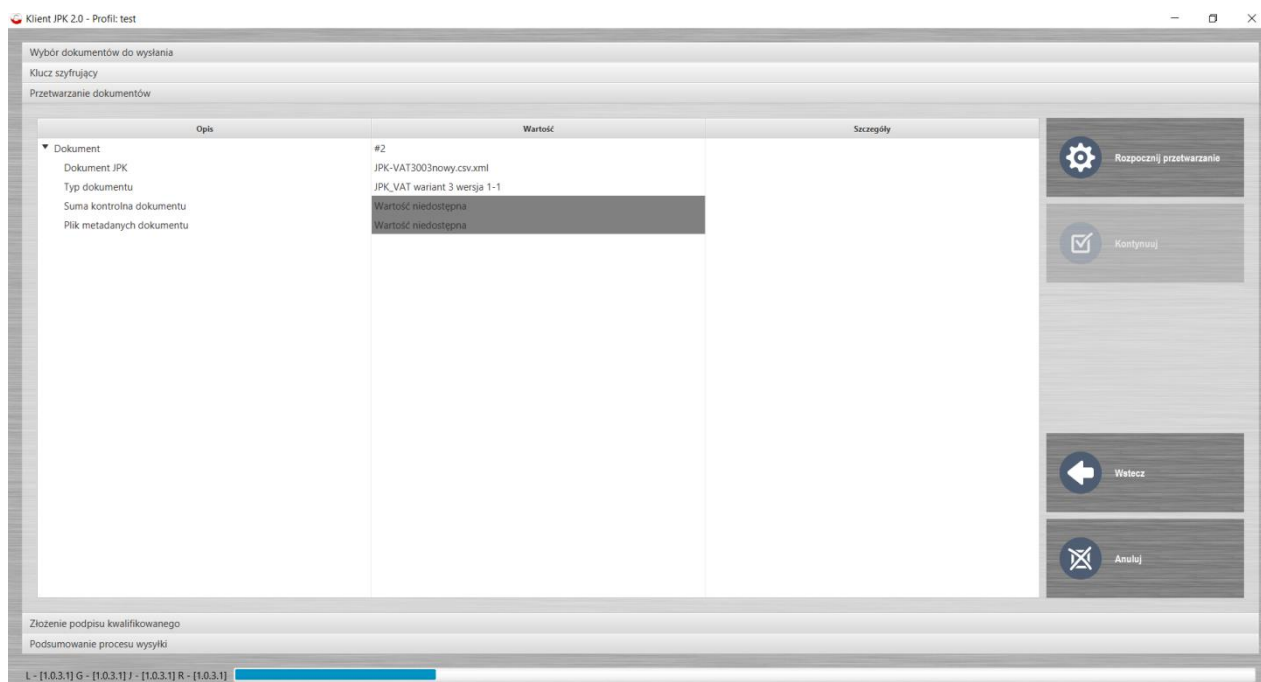 Klient JPK 2.0 - Profil: test
Wybór dokumentów do wysłania
Klucz szyfrujący
Przetwarzanie dokumentów
Opis Wartość Szczegóły
Dokument #2
Dokument JPK JPK-VAT3003nowy.csv.xml
Typ dokumentu JPK_VAT wariant 3 wersja 1-1
Suma kontrolna dokumentu Wartość niedostępna
Plik metadanych dokumentu Wartość niedostępna
Rozpocznij przetwarzanie
Kontynuuj
Wstecz
Anuluj
Złożenie podpisu kwalifikowanego
Podsumowanie procesu wysyłki
L - [1.0.3.1] G - [1.0.3.1] J - [1.0.3.1] R - [1.0.3.1]